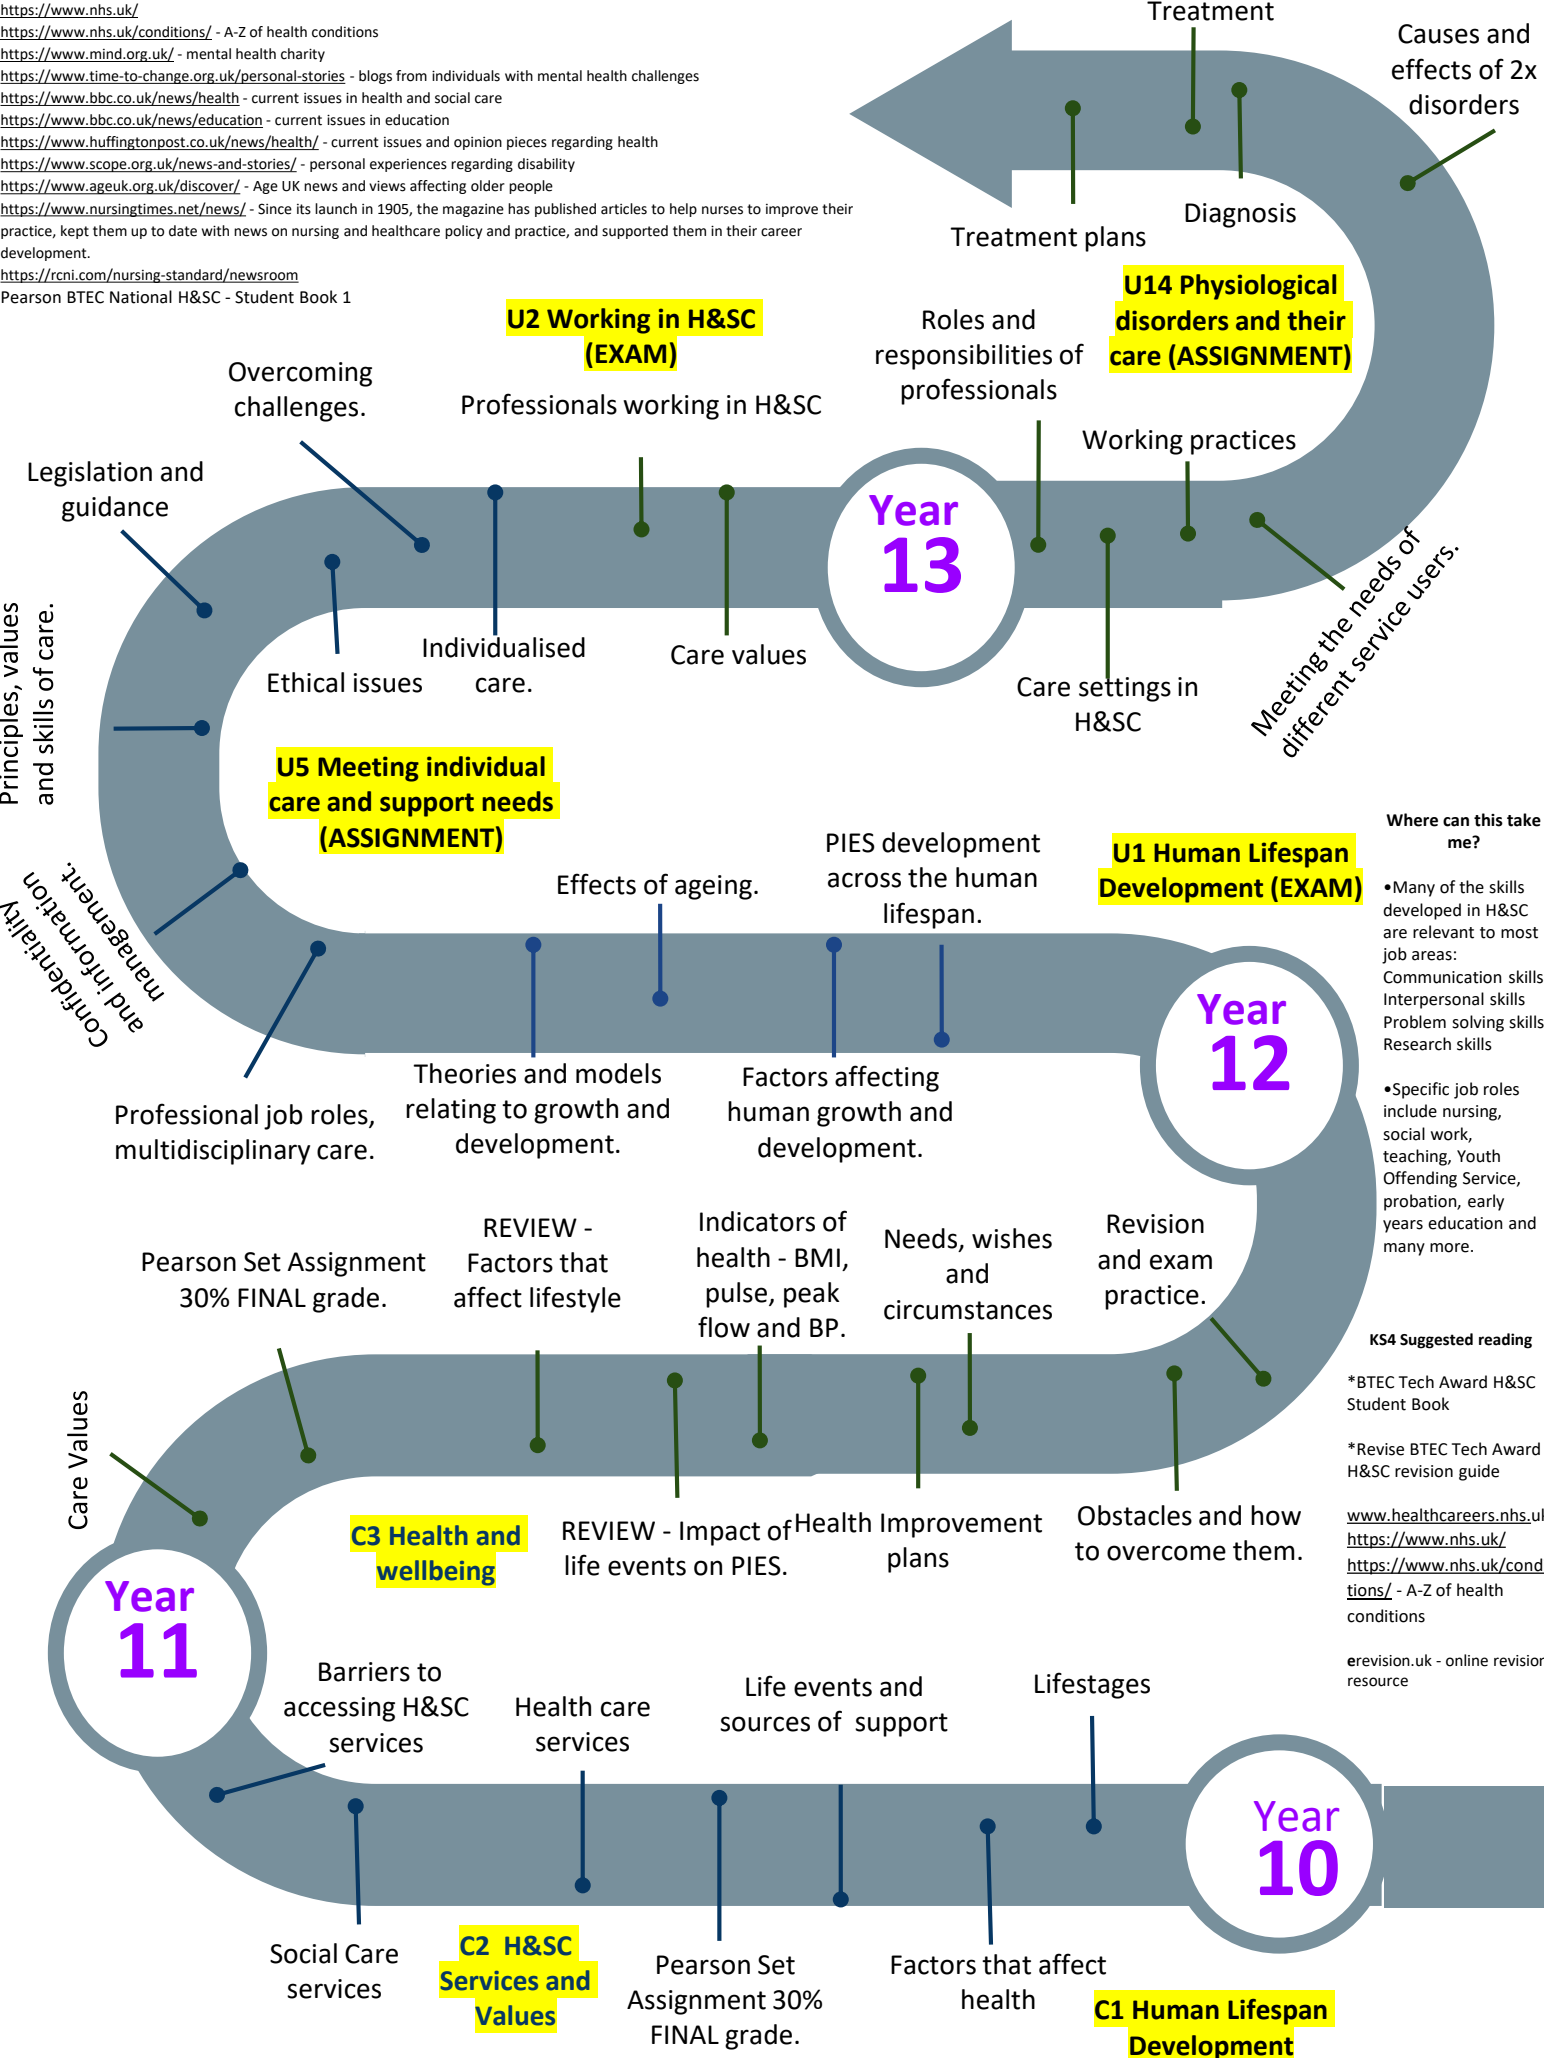 https://www.nhs.uk/
https://www.nhs.uk/conditions/ - A-Z of health conditions
https://www.mind.org.uk/ - mental health charity
https://www.time-to-change.org.uk/personal-stories - blogs from individuals with mental health challenges
https://www.bbc.co.uk/news/health - current issues in health and social care
https://www.bbc.co.uk/news/education - current issues in education
https://www.huffingtonpost.co.uk/news/health/ - current issues and opinion pieces regarding health
https://www.scope.org.uk/news-and-stories/ - personal experiences regarding disability
https://www.ageuk.org.uk/discover/ - Age UK news and views affecting older people
https://www.nursingtimes.net/news/ - Since its launch in 1905, the magazine has published articles to help nurses to improve their
practice, kept them up to date with news on nursing and healthcare policy and practice, and supported them in their career
development.
https://rcni.com/nursing-standard/newsroom
Pearson BTEC National H&SC - Student Book 1
Treatment
Causes and
effects of 2x
disorders
Diagnosis
Treatment plans
U14 Physiological
disorders and their
care (ASSIGNMENT)
Roles and
responsibilities of
professionals
Working practices
U2 Working in H&SC
(EXAM)
Professionals working in H&SC
Overcoming
challenges.
Legislation and
guidance
Year
13
Meeting the needs of
different service users.
Care settings in
H&SC
Care values
Individualised
care.
Ethical issues
Principles, values
and skills of care.
U5 Meeting individual
care and support needs
(ASSIGNMENT)
Confidentiality
and information
management.
Effects of ageing.
PIES development
across the human
lifespan.
U1 Human Lifespan
Development (EXAM)
Year
12
Professional job roles,
multidisciplinary care.
Theories and models
relating to growth and
development.
Factors affecting
human growth and
development.
Where can this take
me?
•Many of the skills
developed in H&SC
are relevant to most
job areas:
Communication skills
Interpersonal skills
Problem solving skills
Research skills
•Specific job roles
include nursing,
social work,
teaching, Youth
Offending Service,
probation, early
years education and
many more.
Pearson Set Assignment
30% FINAL grade.
REVIEW -
Factors that
affect lifestyle
Indicators of
health - BMI,
pulse, peak
flow and BP.
Needs, wishes
and
circumstances
Revision
and exam
practice.
KS4 Suggested reading
*BTEC Tech Award H&SC
Student Book
*Revise BTEC Tech Award
H&SC revision guide
www.healthcareers.nhs.uk
https://www.nhs.uk/
https://www.nhs.uk/condi
tions/ - A-Z of health
conditions
erevision.uk - online revision
resource
Care Values
C3 Health and
wellbeing
REVIEW - Impact of
life events on PIES.
Health Improvement
plans
Obstacles and how
to overcome them.
Year
11
Barriers to
accessing H&SC
services
Health care
services
Life events and
sources of  support
Lifestages
Year
10
Social Care
services
C2  H&SC
Services and
Values
Pearson Set
Assignment 30%
FINAL grade.
Factors that affect
health
C1 Human Lifespan
Development